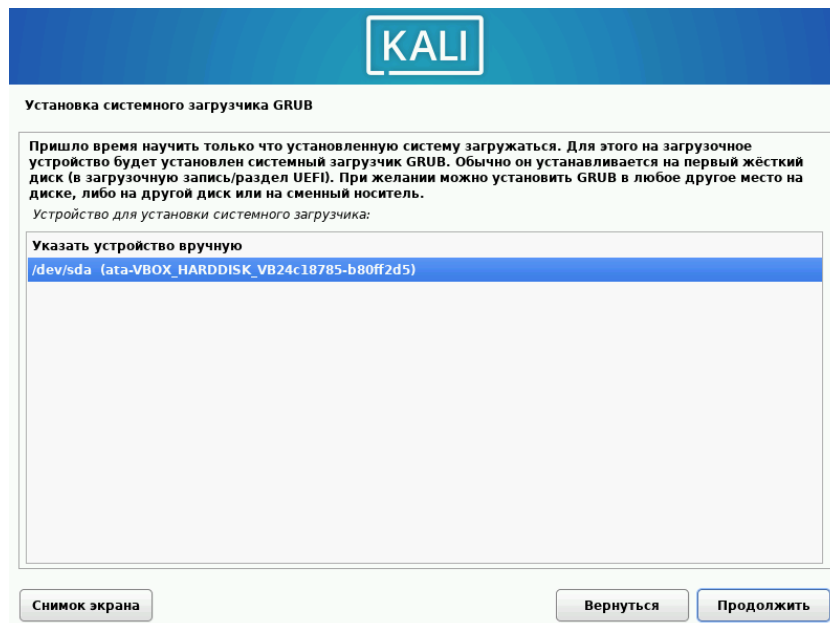 KALI
Установка системного загрузчика GRUB
Пришло время научить только что установленную систему загружаться. Для этого на загрузочное
устройство будет установлен системный загрузчик GRUB. Обычно он устанавливается на первый жёсткий
диск (в загрузочную запись/раздел UEFI). При желании можно установить GRUB в любое другое место на
диске, либо на другой диск или на сменный носитель.
Устройство для установки системного загрузчика:
Указать устройство вручную
/dev/sda (ata-VBOX_HARDDISK_VB24c18785-b80ff2d5)
Снимок экрана
Вернуться
Продолжить